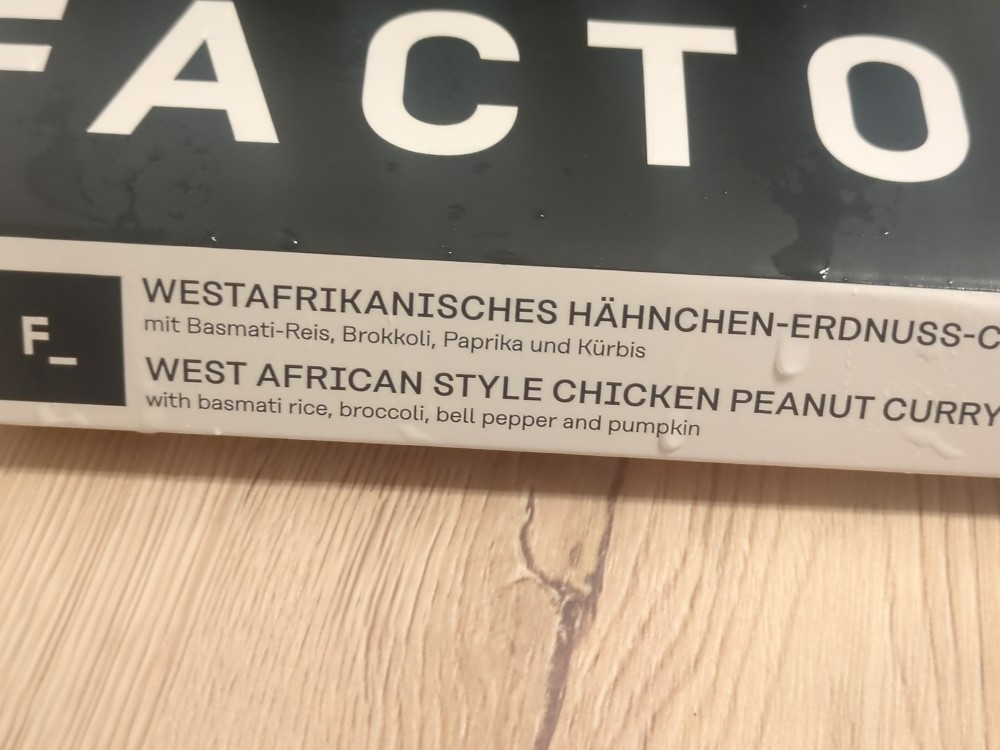 FACTO
F_
WESTAFRIKANISCHES HÄHNCHEN-ERDNUSS-C
mit Basmati-Reis, Brokkoli, Paprika und Kürbis
WEST AFRICAN STYLE CHICKEN PEANUT CURRY
with basmati rice, broccoli, bell pepper and pumpkin